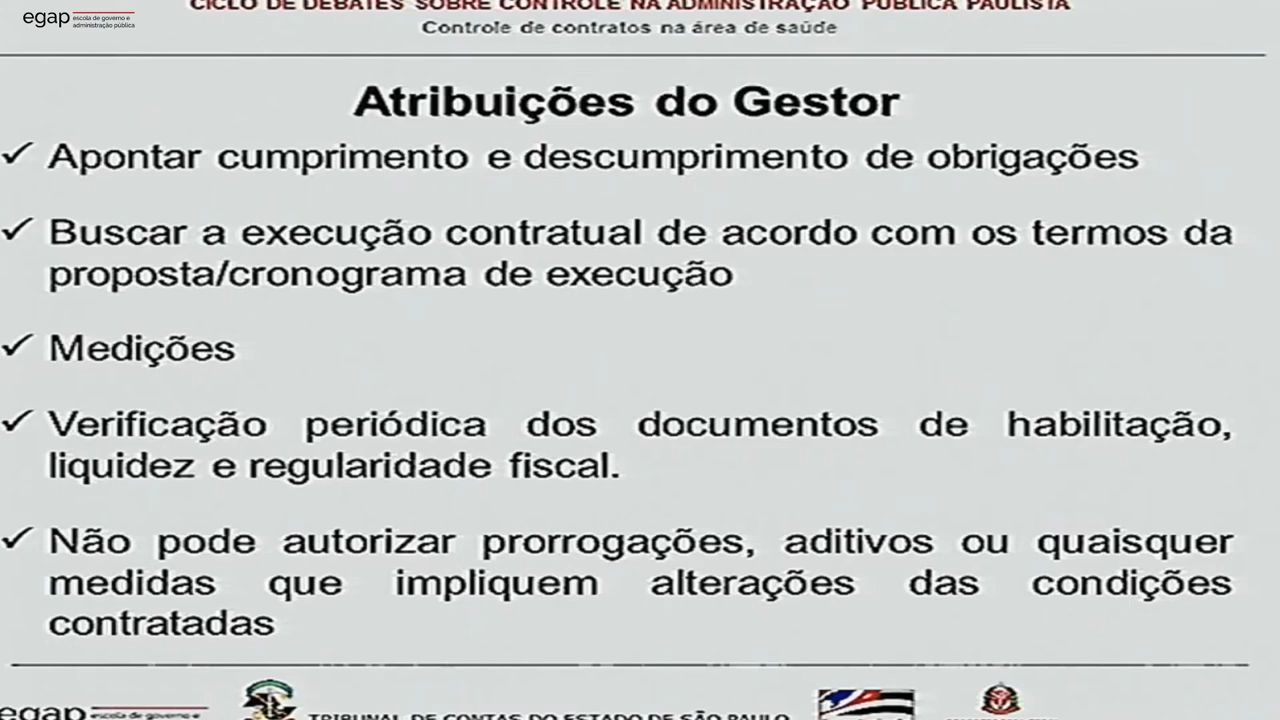 egap escola de governo e
administração pública
CICLO DE DEBATES SOBRE CONTROLE NA ADMINISTRAÇÃO PÚBLICA PAULISTA
Controle de contratos na área de saúde
Atribuições do Gestor
✓ Apontar cumprimento e descumprimento de obrigações
✓ Buscar a execução contratual de acordo com os termos da
proposta/cronograma de execução
✓ Medições
✓ Verificação periódica dos documentos de habilitação,
liquidez e regularidade fiscal.
✓ Não pode autorizar prorrogações, aditivos ou quaisquer
medidas que impliquem alterações das condições
contratadas
egap escola de governo e
TRIBUNAL DE CONTAS DO ESTADO DE SÃO PAULO